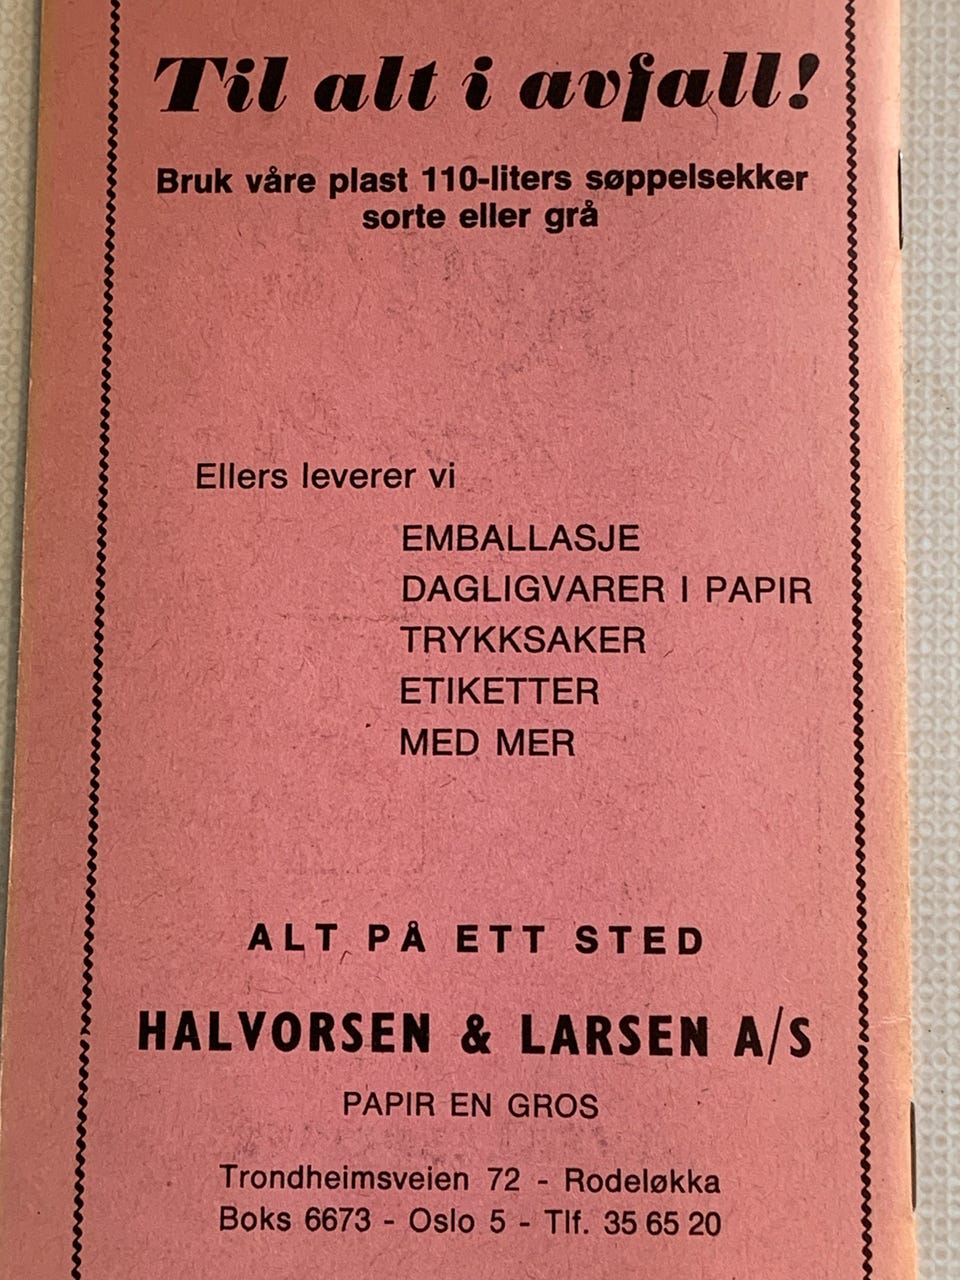 Til alt i avfall!
Bruk våre plast 110-liters søppelsekker
sorte eller grå
Ellers leverer vi
EMBALLASJE
DAGLIGVARER I PAPIR
TRYKKSAKER
ETIKETTER
MED MER
ALT PÅ ETT STED
HALVORSEN & LARSEN A/S
PAPIR EN GROS
Trondheimsveien 72 - Rodeløkka
Boks 6673 - Oslo 5 - Tlf. 35 65 20